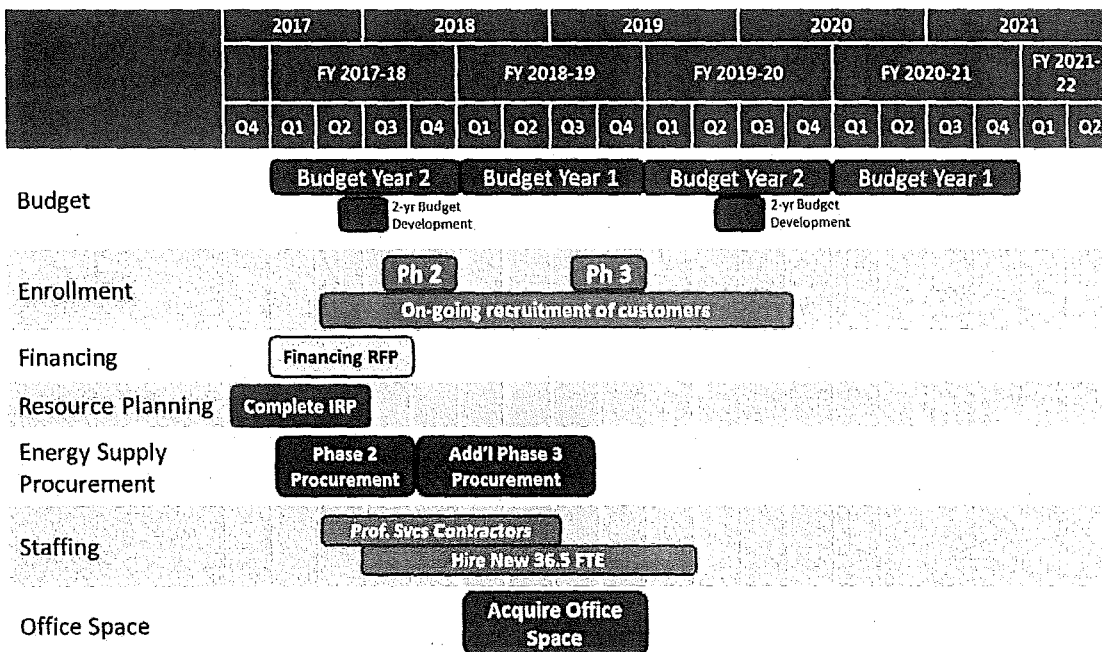 2017 2018 2019 2020 2021
FY 2017-18 FY 2018-19 FY 2019-20 FY 2020-21 FY 2021-
22
Q4 Q1 Q2 Q3 Q4 Q1 Q2 Q3 Q4 Q1 Q2 Q3 Q4 Q1 Q2 Q3 Q4 Q1 Q2
Budget
Budget Year 2 Budget Year 1 Budget Year 2 Budget Year 1
2-yr Budget
Development
2-yr Budget
Development
Enrollment
Ph 2 Ph 3
On-going recruitment of customers
Financing
Financing RFP
Resource Planning
Complete IRP
Energy Supply
Procurement
Phase 2
Procurement
Add'l Phase 3
Procurement
Staffing
Prof. Svcs Contractors
Hire New 36.5 FTE
Office Space
Acquire Office
Space